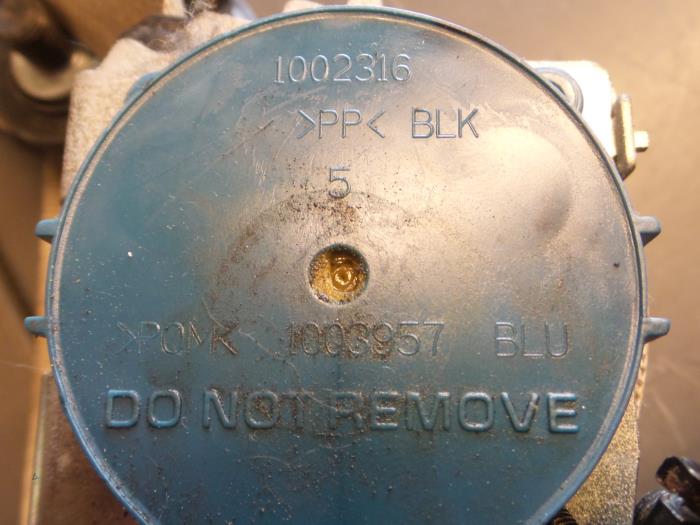 1002316
>PP< BLK
5
>POM< 1003957 BLU
DO NOT REMOVE